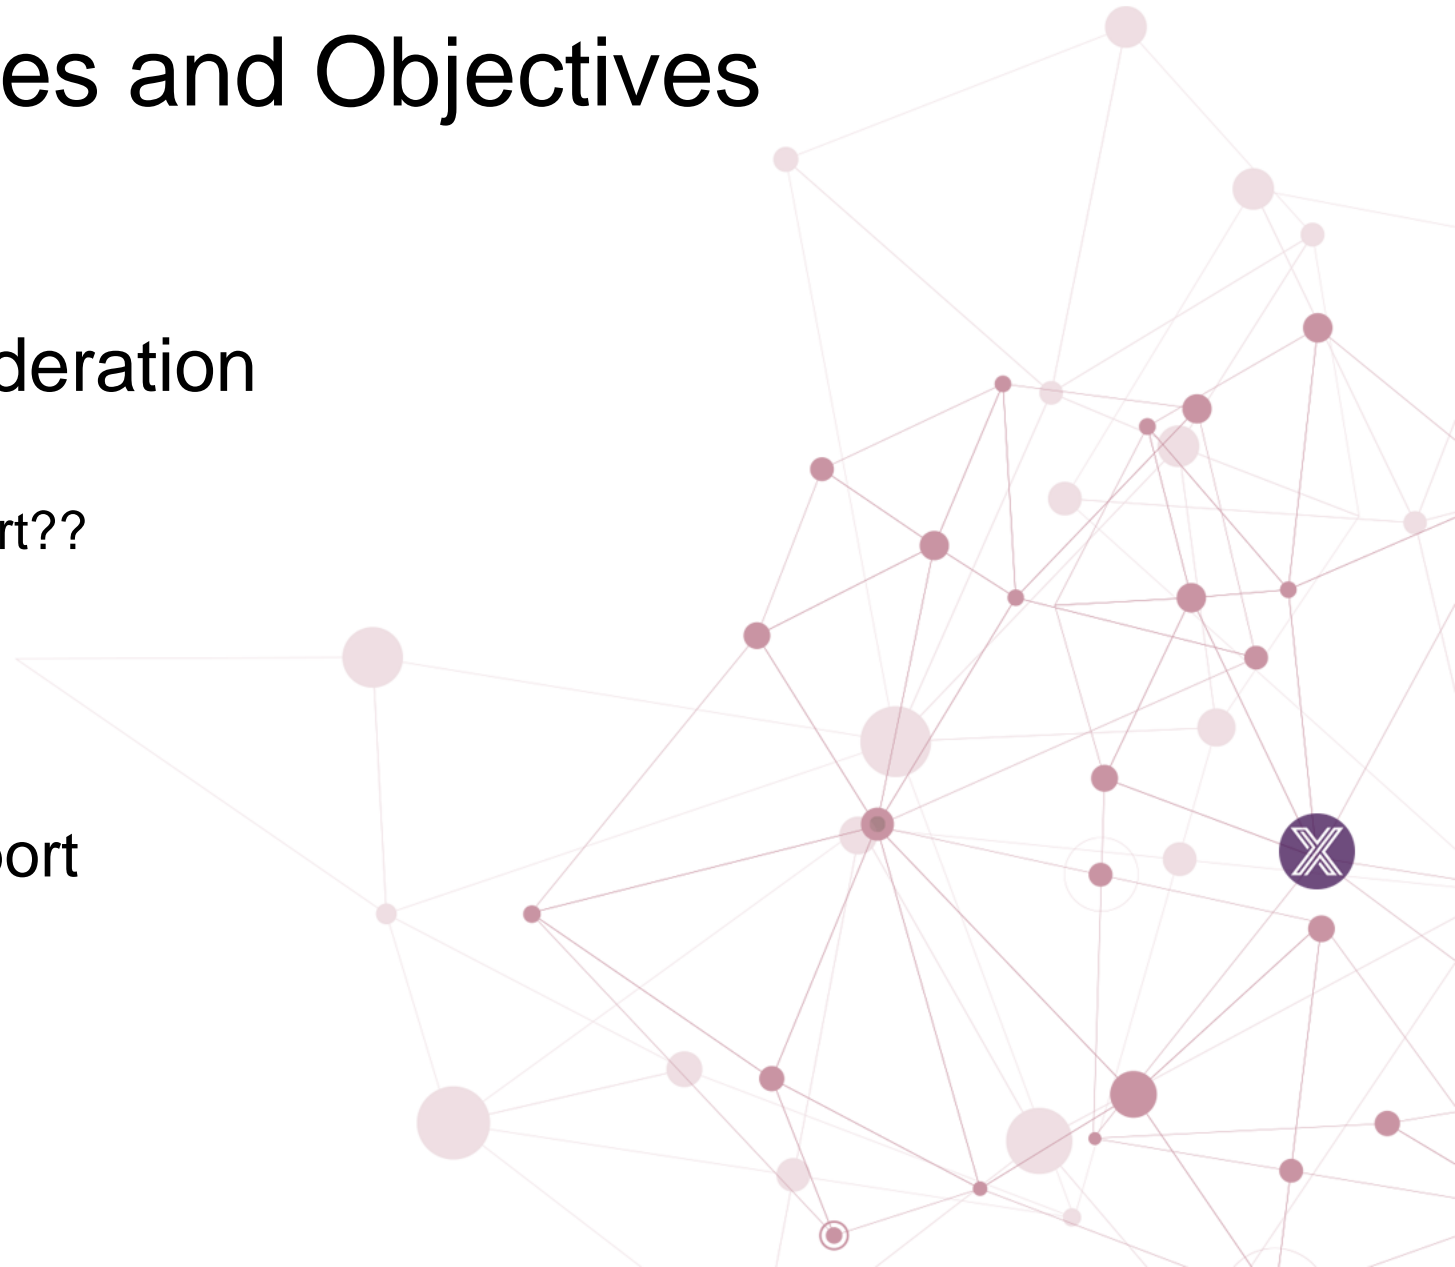 es and Objectives
deration
rt??
port